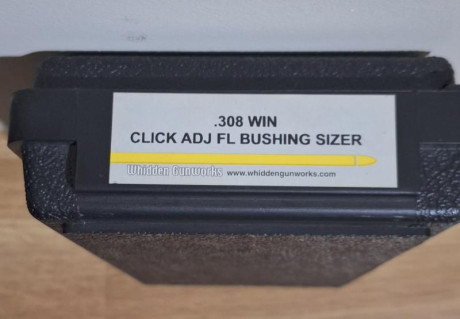 .308 WIN
CLICK ADJ FL BUSHING SIZER
Whidden Gunworks www.whiddengunworks.com